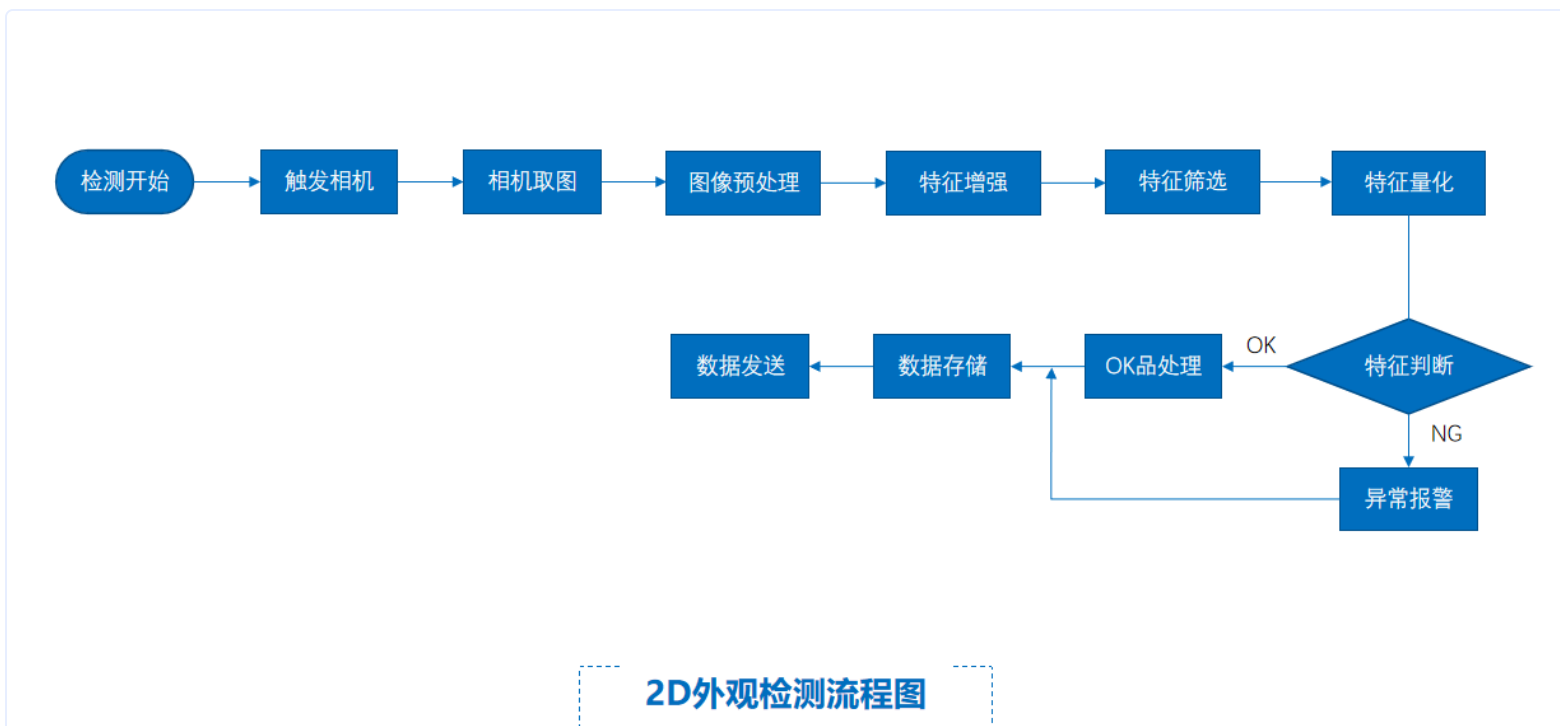 检测开始
触发相机
相机取图
图像预处理
特征增强
特征筛选
特征量化
数据发送
数据存储
OK品处理
OK
特征判断
NG
异常报警
2D外观检测流程图